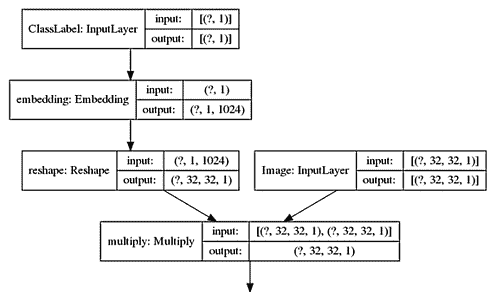 ClassLabel: InputLayer
input: [(?, 1)]
output: [(?, 1)]
embedding: Embedding
input: (?, 1)
output: (?, 1, 1024)
reshape: Reshape
input: (?, 1, 1024)
output: (?, 32, 32, 1)
Image: InputLayer
input: [(?, 32, 32, 1)]
output: [(?, 32, 32, 1)]
multiply: Multiply
input: [(?, 32, 32, 1), (?, 32, 32, 1)]
output: (?, 32, 32, 1)